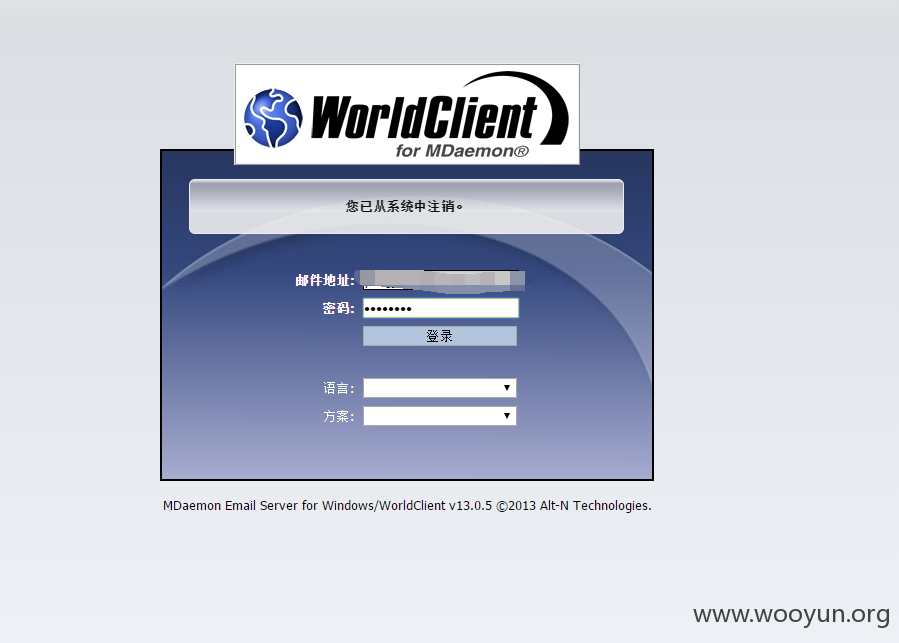 WorldClient
for MDaemon®
您已从系统中注销。
邮件地址:
密码:
登录
语言:
方案:
MDaemon Email Server for Windows/WorldClient v13.0.5 ©2013 Alt-N Technologies.
www.wooyun.org